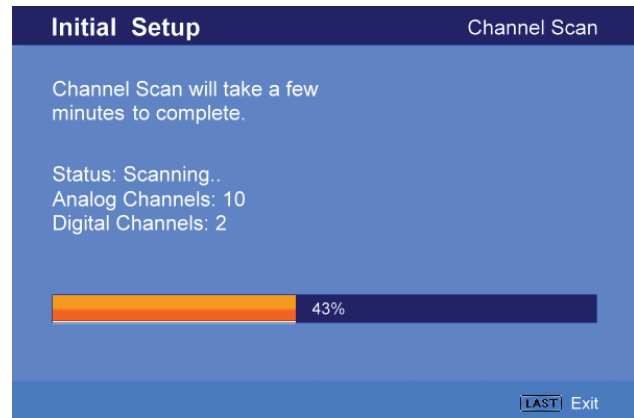 Initial Setup
Channel Scan
Channel Scan will take a few
minutes to complete.
Status: Scanning..
Analog Channels: 10
Digital Channels: 2
43%
LAST Exit